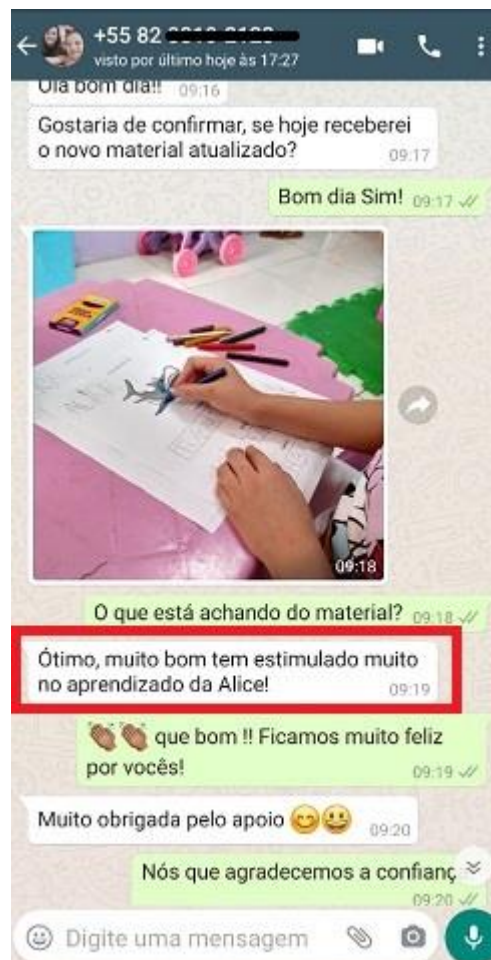 +55 82
visto por último hoje às 17:27
Ola bom dia!! 09:16
Gostaria de confirmar, se hoje receberei
o novo material atualizado? 09:17
Bom dia Sim! 09:17
09:18
O que está achando do material? 09:18
Ótimo, muito bom tem estimulado muito
no aprendizado da Alice! 09:19
que bom !! Ficamos muito feliz
por vocês! 09:19
Muito obrigada pelo apoio 09:20
Nós que agradecemos a confianç
09:20
Digite uma mensagem